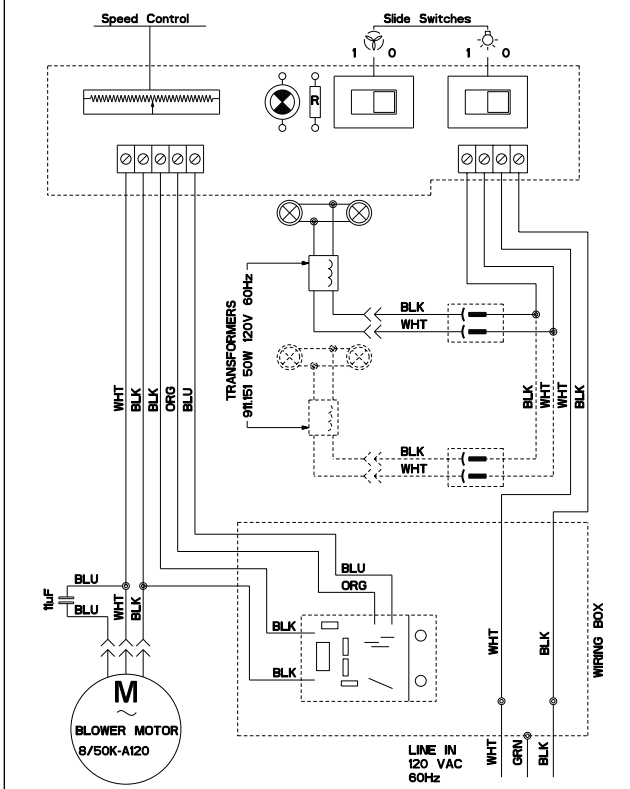 Speed Control
Slide Switches
1 0
1 0
R
BLK
WHT
TRANSFORMERS
911.151 50W 120V 60Hz
WHT
BLK
BLK
ORG
BLU
BLK
WHT
WHT
BLK
BLK
WHT
BLU
ORG
BLU
11uF
BLU
WHT
BLK
BLK
BLK
WHT
BLK
WIRING BOX
M
BLOWER MOTOR
8/50K-A120
LINE IN
120 VAC
60Hz
WHT
GRN
BLK